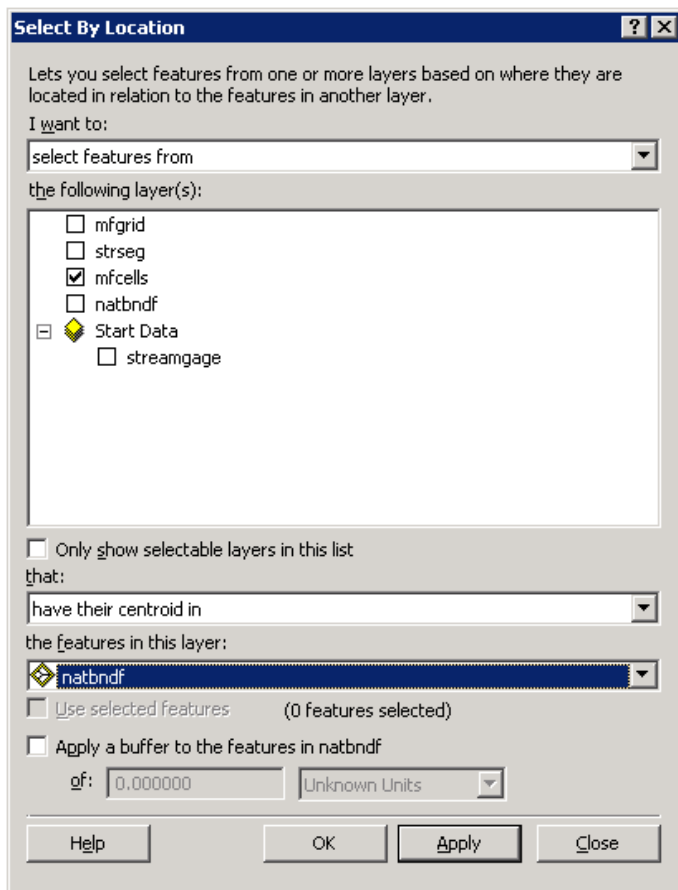 Select By Location
Lets you select features from one or more layers based on where they are
located in relation to the features in another layer.
I want to:
select features from
the following layer(s):
mfgrid
strseg
mfcells
natbndf
Start Data
streamgage
Only show selectable layers in this list
that:
have their centroid in
the features in this layer:
natbndf
Use selected features (0 features selected)
Apply a buffer to the features in natbndf
of: 0.000000 Unknown Units
Help OK Apply Close